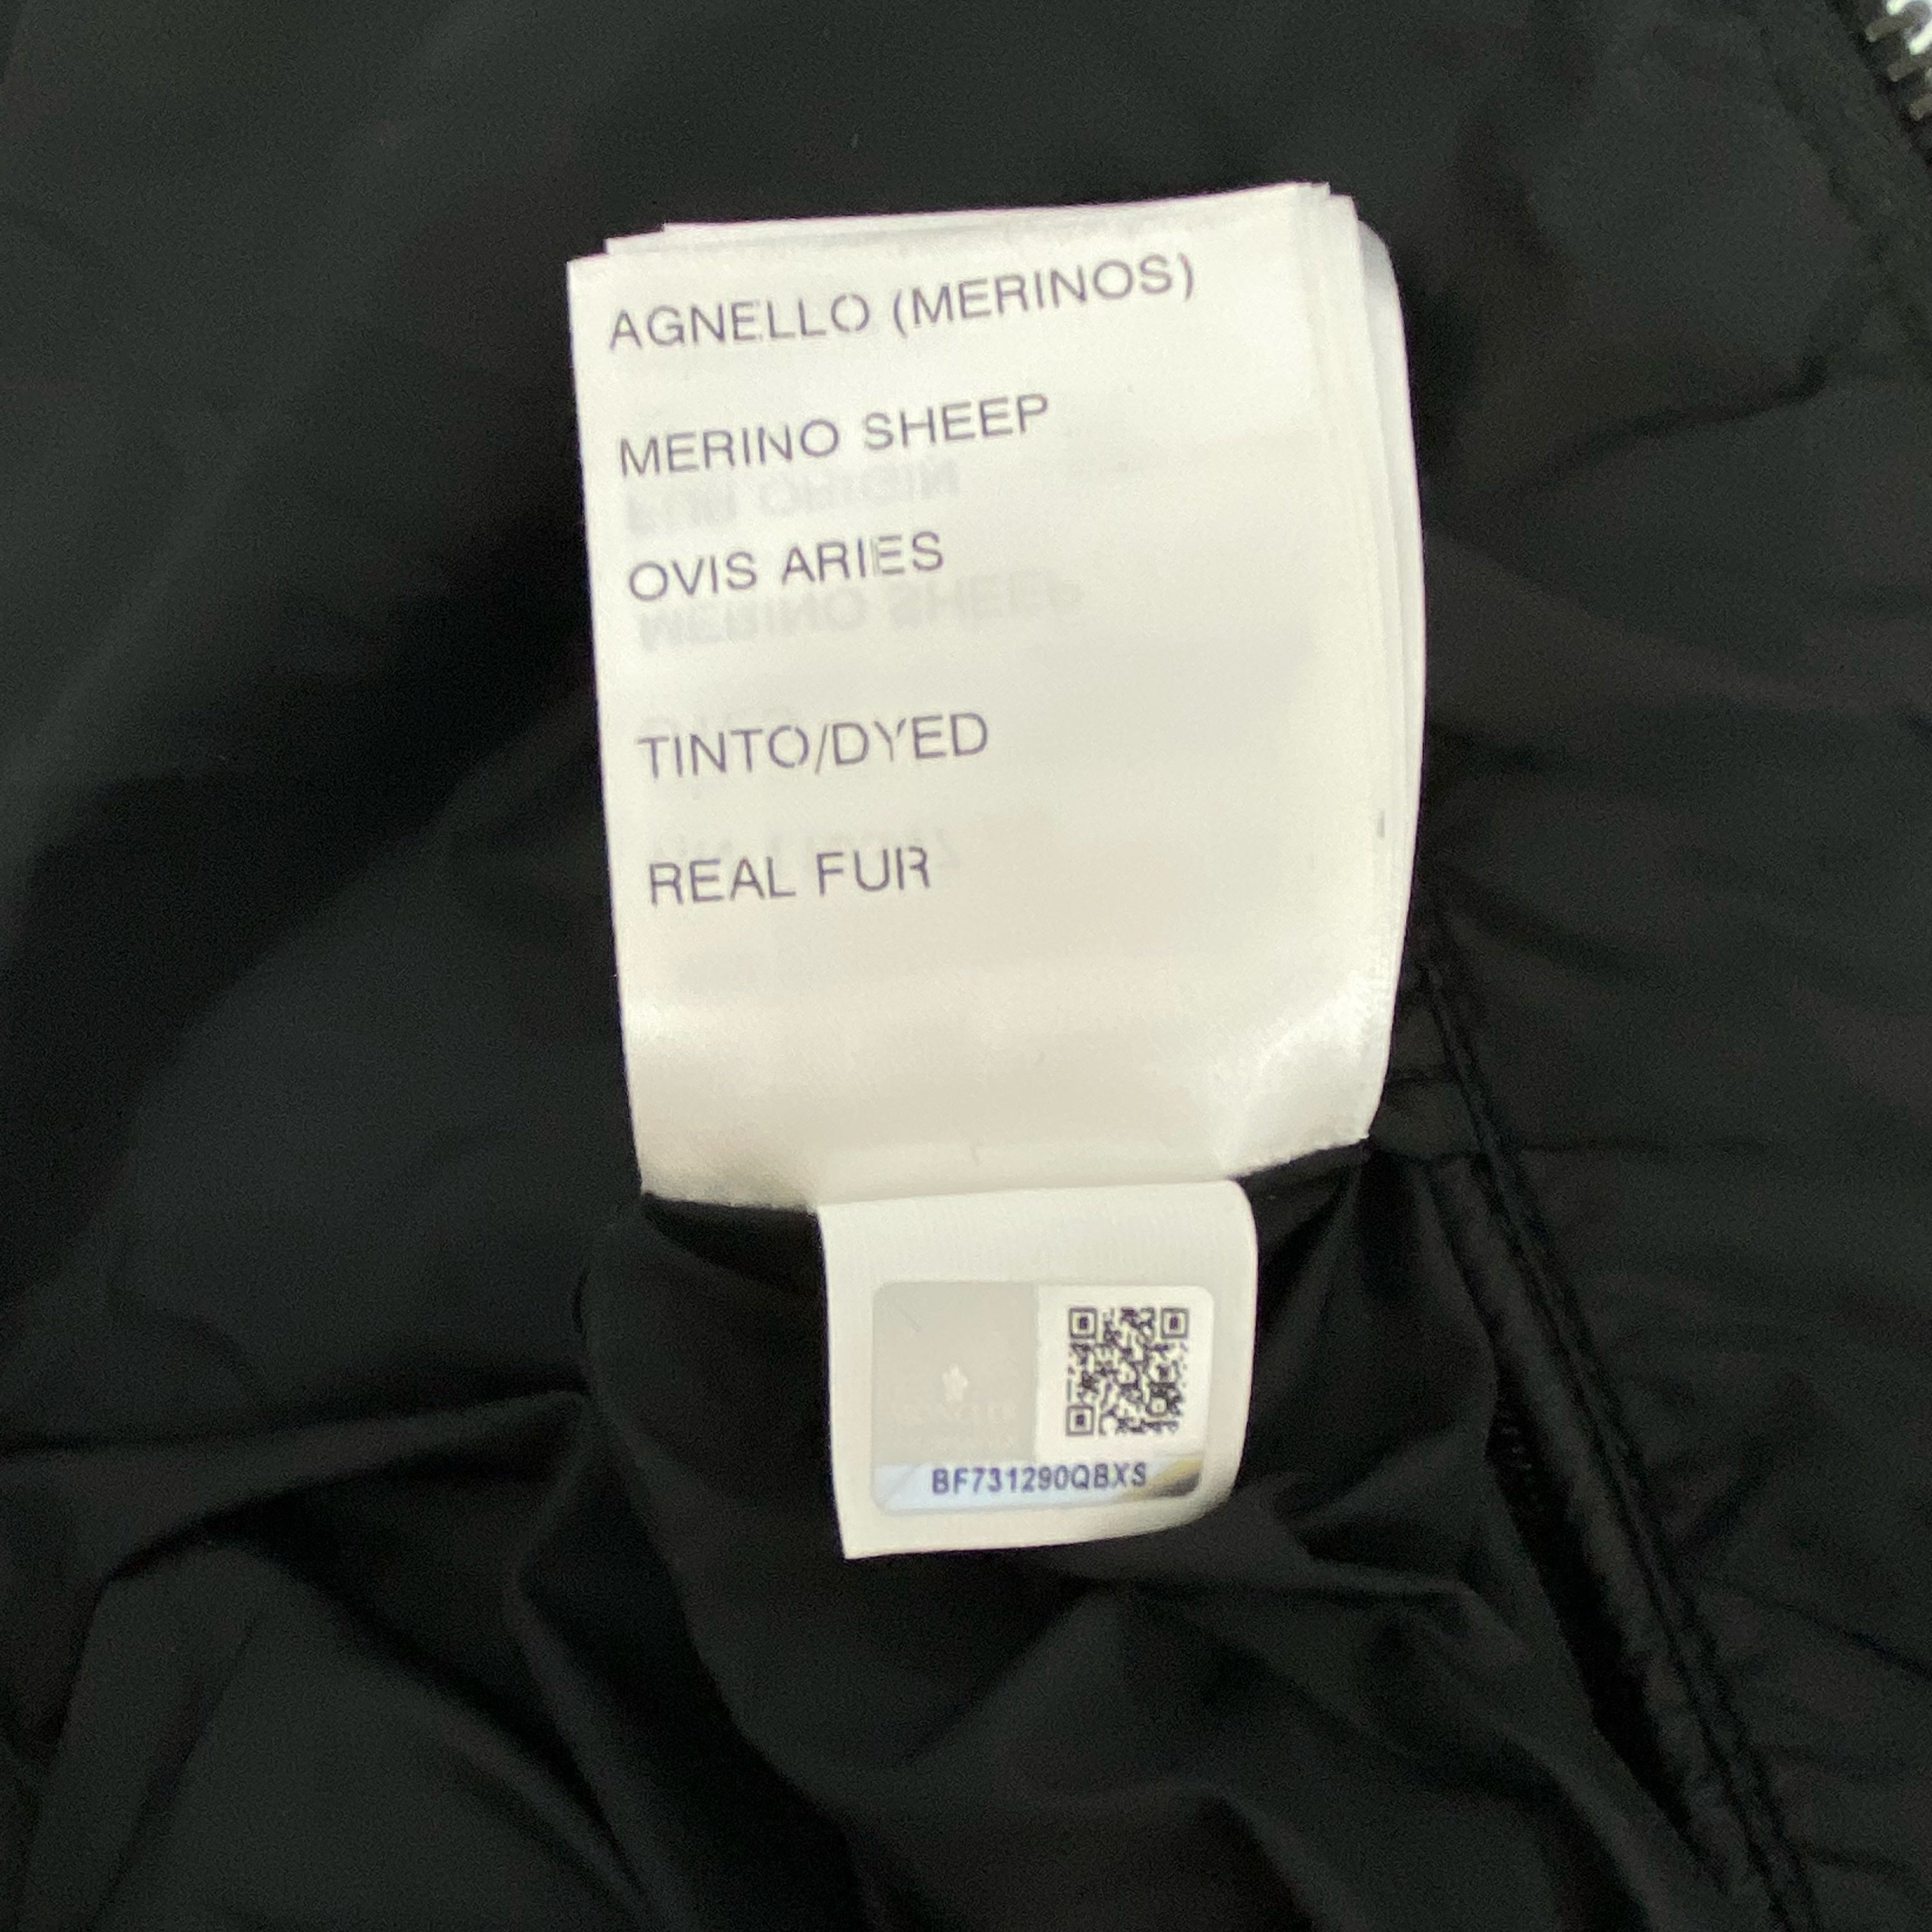 AGNELLO (MERINOS)
MERINO SHEEP
OVIS ARIES
TINTO/DYED
REAL FUR
BF731290QBXS